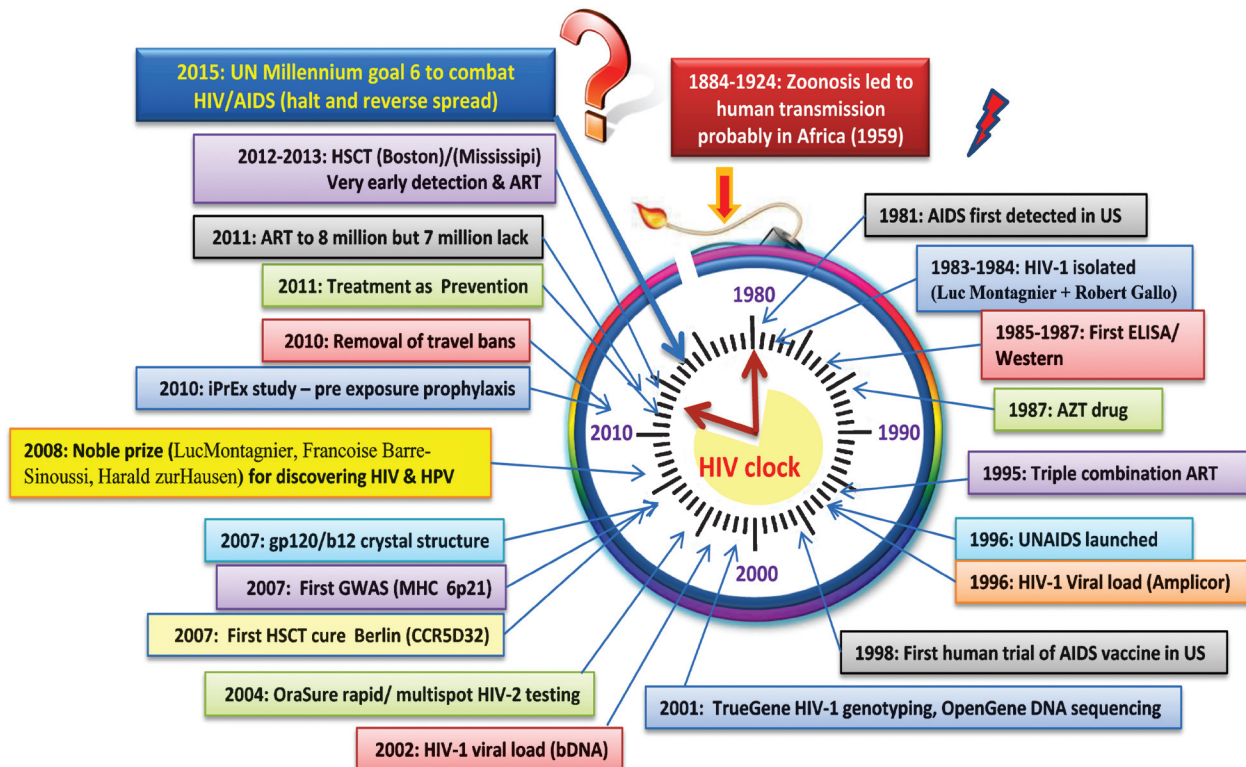 2015: UN Millennium goal 6 to combat
HIV/AIDS (halt and reverse spread)
?
1884-1924: Zoonosis led to
human transmission
probably in Africa (1959)
2012-2013: HSCT (Boston)/(Mississipi)
Very early detection & ART
2011: ART to 8 million but 7 million lack
2011: Treatment as Prevention
2010: Removal of travel bans
2010: iPrEx study – pre exposure prophylaxis
2008: Noble prize (LucMontagnier, Francoise Barre-
Sinoussi, Harald zurHausen) for discovering HIV & HPV
2007: gp120/b12 crystal structure
2007: First GWAS (MHC 6p21)
2007: First HSCT cure Berlin (CCR5D32)
2004: OraSure rapid/ multispot HIV-2 testing
2002: HIV-1 viral load (bDNA)
1980
1990
2000
2010
HIV clock
1981: AIDS first detected in US
1983-1984: HIV-1 isolated
(Luc Montagnier + Robert Gallo)
1985-1987: First ELISA/
Western
1987: AZT drug
1995: Triple combination ART
1996: UNAIDS launched
1996: HIV-1 Viral load (Amplicor)
1998: First human trial of AIDS vaccine in US
2001: TrueGene HIV-1 genotyping, OpenGene DNA sequencing